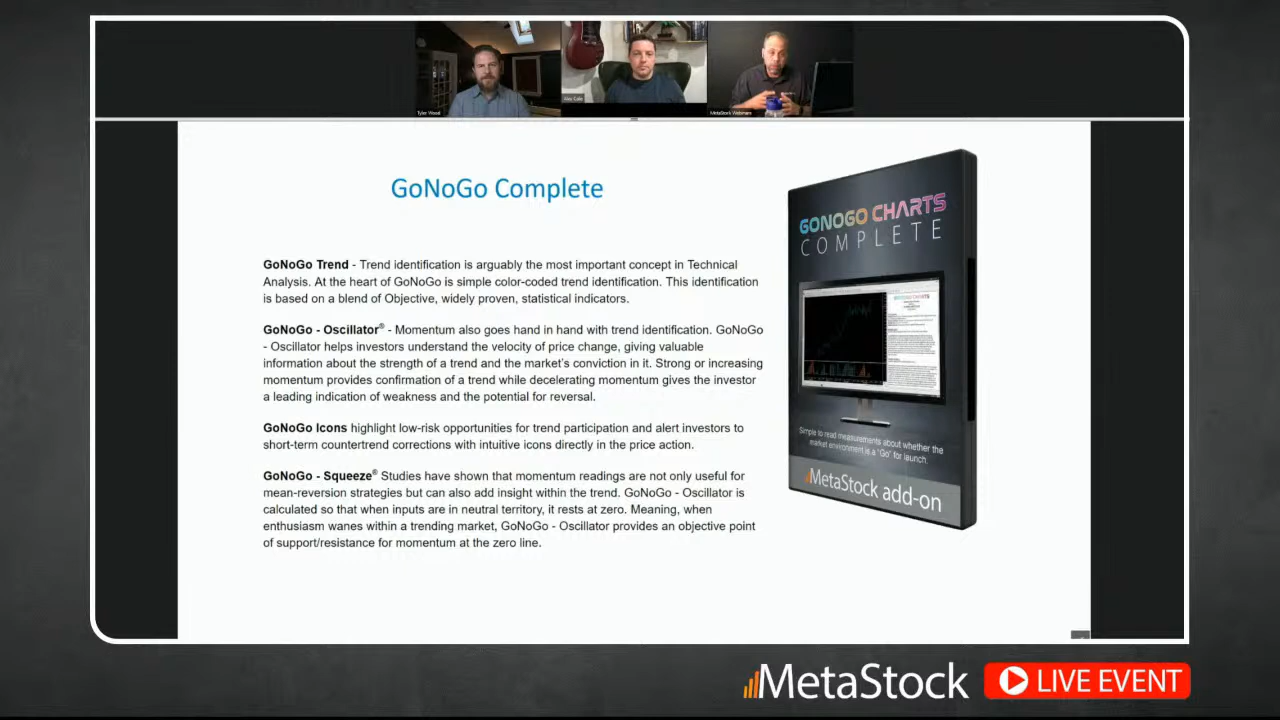 Tyler Wood
Alex Cole
MetaStock Webinars
GoNoGo Complete
GoNoGo Trend - Trend identification is arguably the most important concept in Technical
Analysis. At the heart of GoNoGo is simple color-coded trend identification. This identification
is based on a blend of Objective, widely proven, statistical indicators.
GoNoGo - Oscillator® - Momentum also goes hand in hand with trend identification. GoNoGo
- Oscillator helps investors understand the velocity of price change, giving valuable
information about the strength of a trend and the market's conviction in it. Strong or increasing
momentum provides confirmation of a trend while decelerating momentum gives the investor
a leading indication of weakness and the potential for reversal.
GoNoGo Icons highlight low-risk opportunities for trend participation and alert investors to
short-term countertrend corrections with intuitive icons directly in the price action.
GoNoGo - Squeeze® Studies have shown that momentum readings are not only useful for
mean-reversion strategies but can also add insight within the trend. GoNoGo - Oscillator is
calculated so that when inputs are in neutral territory, it rests at zero. Meaning, when
enthusiasm wanes within a trending market, GoNoGo - Oscillator provides an objective point
of support/resistance for momentum at the zero line.
GONOGO CHARTS
COMPLETE
GONOGO CHARTS
Simple to read measurements about whether the
market environment is a "Go" for launch.
MetaStock add-on
MetaStock
LIVE EVENT